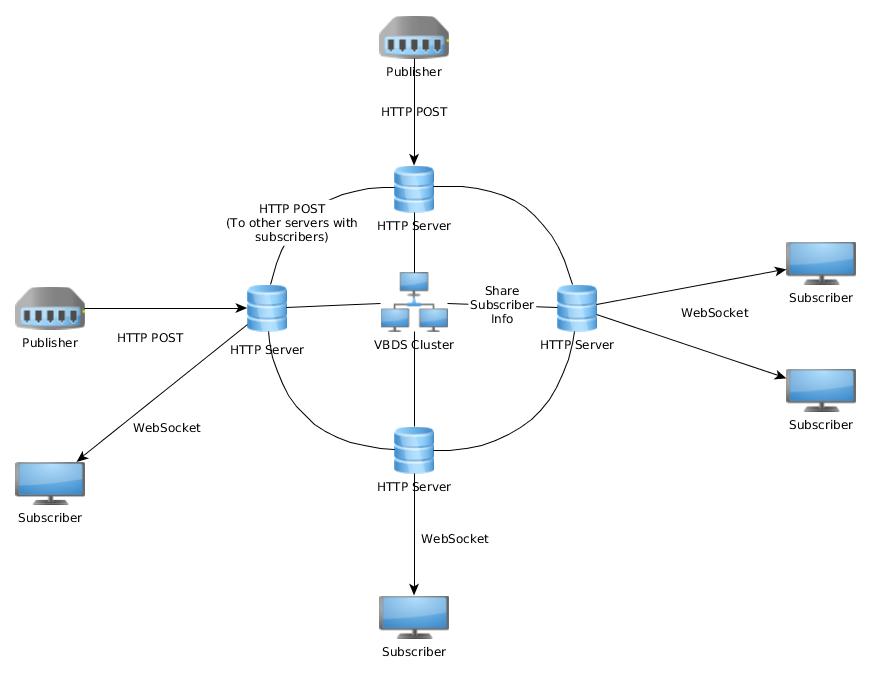 Publisher
HTTP POST
HTTP POST
(To other servers with
subscribers)
HTTP Server
Share
Subscriber
Info
Subscriber
WebSocket
Publisher
HTTP POST
HTTP Server
VBDS Cluster
HTTP Server
Subscriber
WebSocket
Subscriber
HTTP Server
WebSocket
Subscriber